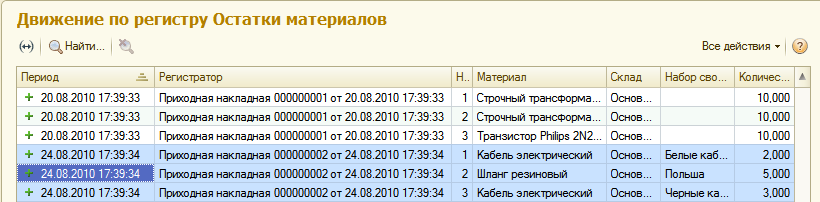 Движение по регистру Остатки материалов
Найти... Все действия ?
Период Регистратор Н.. Материал Склад Набор сво... Количес...
20.08.2010 17:39:33 Приходная накладная 000000001 от 20.08.2010 17:39:33 1 Строчный трансформа... Основ... 10,000
20.08.2010 17:39:33 Приходная накладная 000000001 от 20.08.2010 17:39:33 2 Строчный трансформа... Основ... 10,000
20.08.2010 17:39:33 Приходная накладная 000000001 от 20.08.2010 17:39:33 3 Транзистор Philips 2N2... Основ... 10,000
24.08.2010 17:39:34 Приходная накладная 000000002 от 24.08.2010 17:39:34 1 Кабель электрический Основ... Белые каб... 2,000
24.08.2010 17:39:34 Приходная накладная 000000002 от 24.08.2010 17:39:34 2 Шланг резиновый Основ... Польша 5,000
24.08.2010 17:39:34 Приходная накладная 000000002 от 24.08.2010 17:39:34 3 Кабель электрический Основ... Черные ка... 3,000